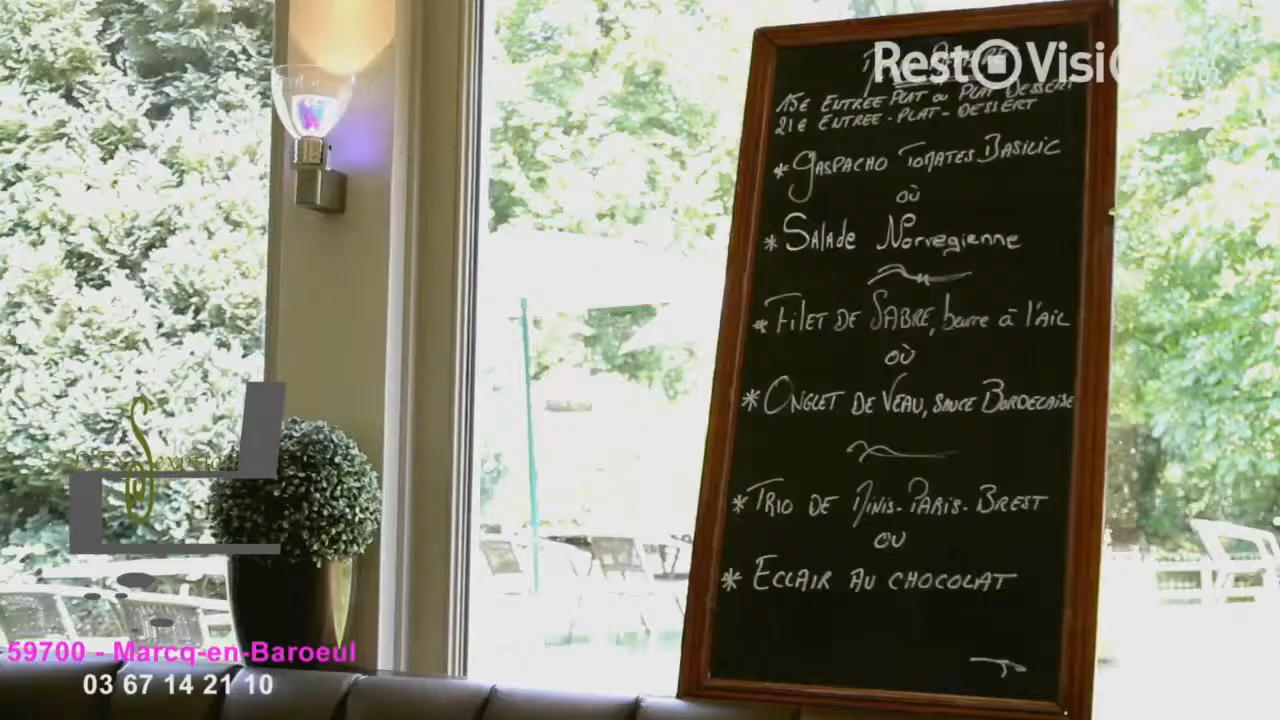 RestOVisi
15€ ENTREE PLAT ou PLAT DESSERT
21€ ENTREE - PLAT - DESSERT
* GASPACHO TOMATES BASILIC
où
* Salade Norvegienne
* FILET DE SABRE, beurre à l'AIL
où
* ONGLET DE VEAU, SAUCE BORDELAISE
* TRIO DE MINIS-PARIS-BREST
ou
* ECLAIR AU CHOCOLAT
59700 - Marcq-en-Baroeul
03 67 14 21 10